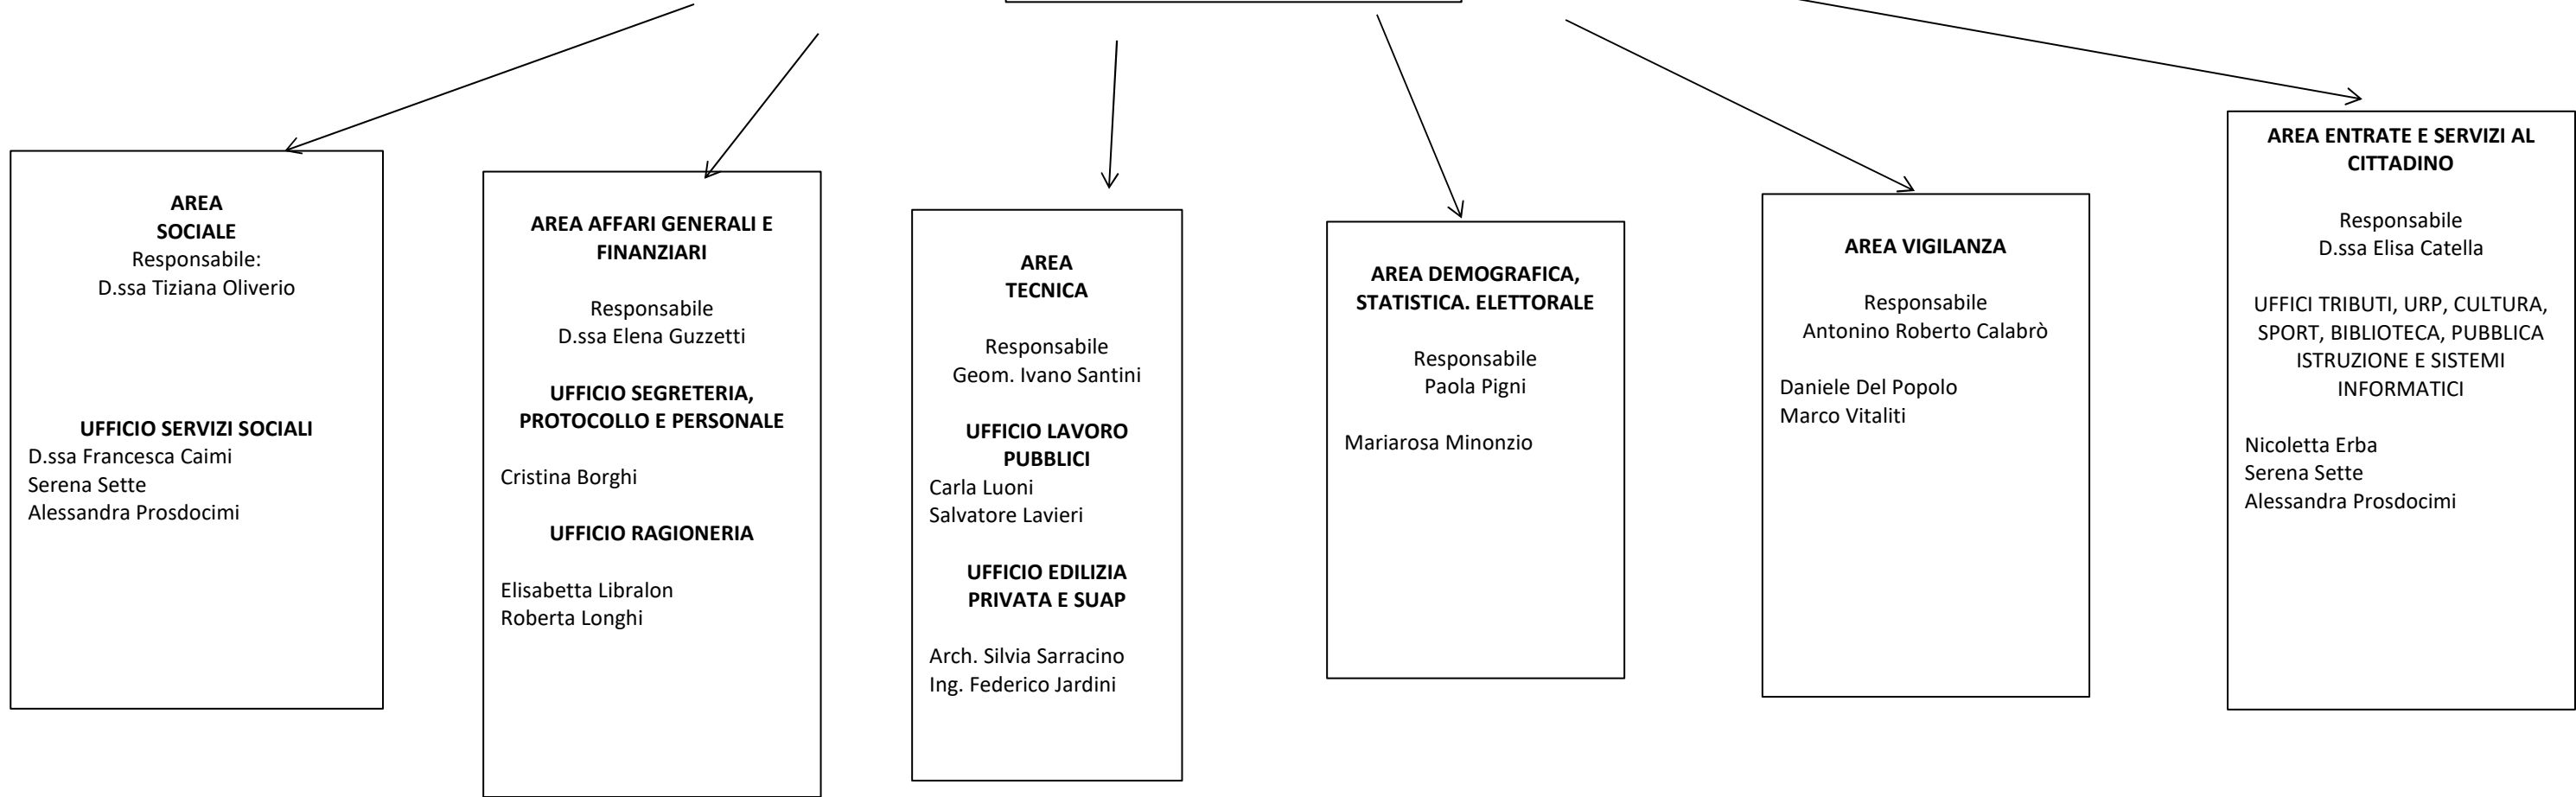 AREA
SOCIALE
Responsabile:
D.ssa Tiziana Oliverio
UFFICIO SERVIZI SOCIALI
D.ssa Francesca Caimi
Serena Sette
Alessandra Prosdocimi
AREA AFFARI GENERALI E
FINANZIARI
Responsabile
D.ssa Elena Guzzetti
UFFICIO SEGRETERIA,
PROTOCOLLO E PERSONALE
Cristina Borghi
UFFICIO RAGIONERIA
Elisabetta Libralon
Roberta Longhi
AREA
TECNICA
Responsabile
Geom. Ivano Santini
UFFICIO LAVORO
PUBBLICI
Carla Luoni
Salvatore Lavieri
UFFICIO EDILIZIA
PRIVATA E SUAP
Arch. Silvia Sarracino
Ing. Federico Jardini
AREA DEMOGRAFICA,
STATISTICA. ELETTORALE
Responsabile
Paola Pigni
Mariarosa Minonzio
AREA VIGILANZA
Responsabile
Antonino Roberto Calabrò
Daniele Del Popolo
Marco Vitaliti
AREA ENTRATE E SERVIZI AL
CITTADINO
Responsabile
D.ssa Elisa Catella
UFFICI TRIBUTI, URP, CULTURA,
SPORT, BIBLIOTECA, PUBBLICA
ISTRUZIONE E SISTEMI
INFORMATICI
Nicoletta Erba
Serena Sette
Alessandra Prosdocimi